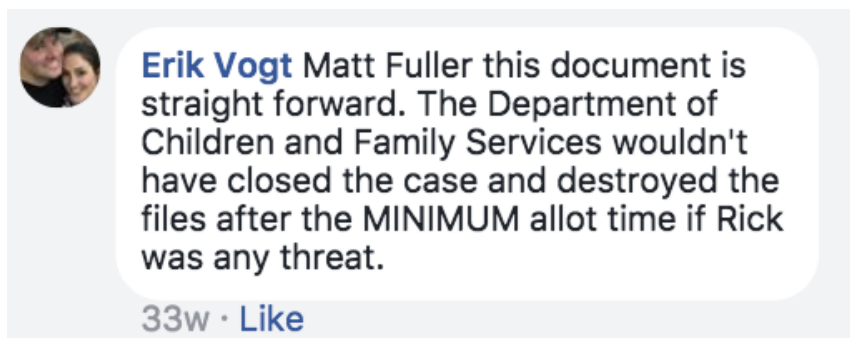 Erik Vogt Matt Fuller this document is
straight forward. The Department of
Children and Family Services wouldn't
have closed the case and destroyed the
files after the MINIMUM allot time if Rick
was any threat.
33w · Like